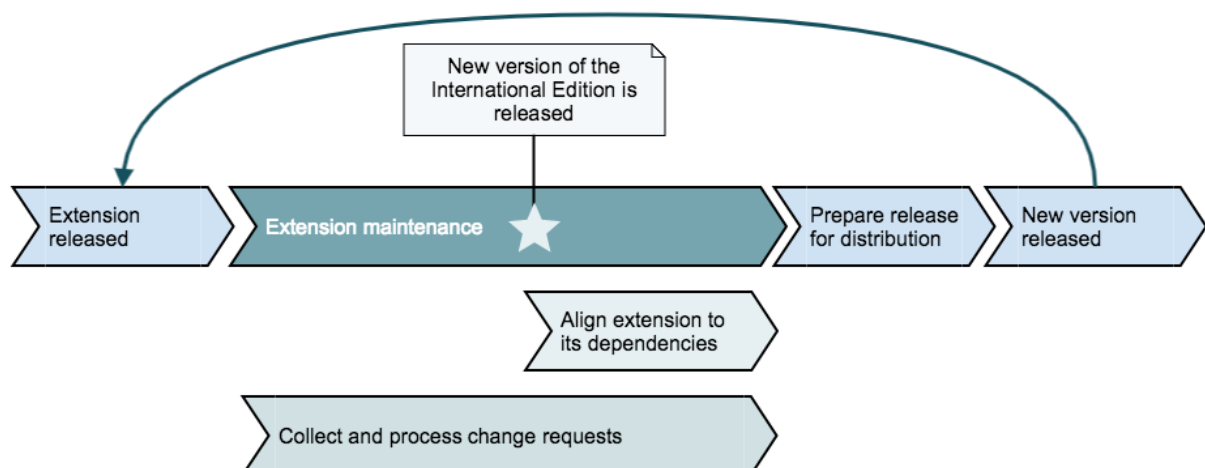 New version of the
International Edition is
released
Extension
released
Extension maintenance
Prepare release
for distribution
New version
released
Align extension to
its dependencies
Collect and process change requests